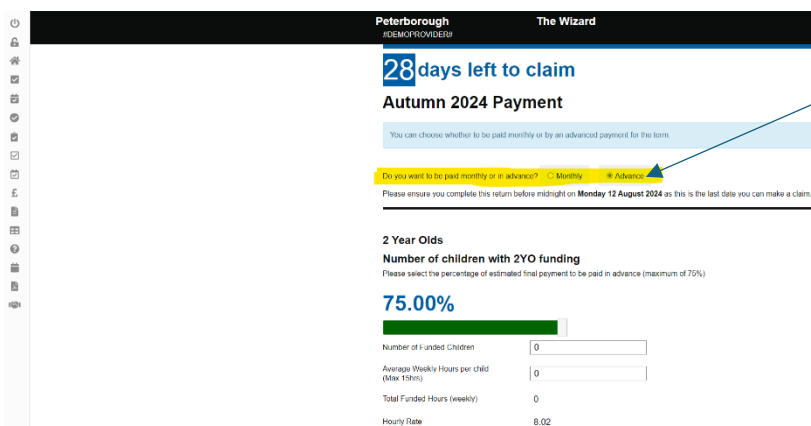 Peterborough The Wizard
#DEMOPROVIDER#
28 days left to claim
Autumn 2024 Payment
You can choose whether to be paid monthly or by an advanced payment for the term.
Do you want to be paid monthly or in advance? Monthly Advance
Please ensure you complete this return before midnight on Monday 12 August 2024 as this is the last date you can make a claim.
2 Year Olds
Number of children with 2YO funding
Please select the percentage of estimated final payment to be paid in advance (maximum of 75%)
75.00%
Number of Funded Children 0
Average Weekly Hours per child
(Max 15hrs) 0
Total Funded Hours (weekly) 0
Hourly Rate 8.02